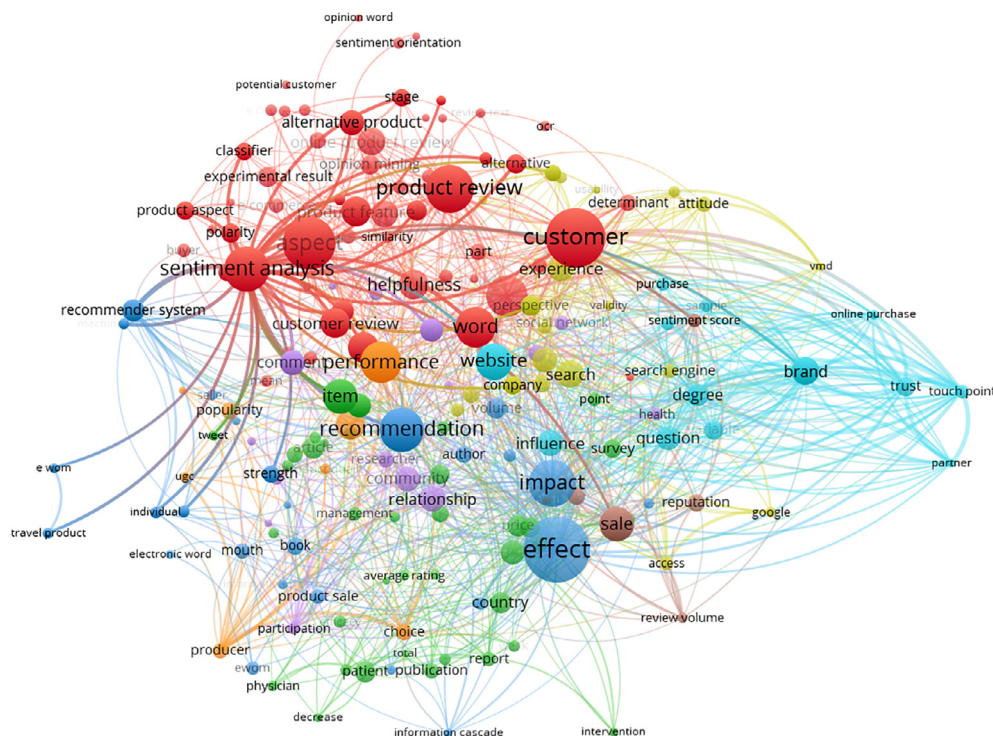 opinion word
sentiment orientation
potential customer
stage
review text
alternative product
ocr
online product review
classifier
opinion mining
alternative
experimental result
product review
usability
determinant
attitude
product aspect
product feature
polarity
similarity
customer
aspect
buyer
part
sentiment analysis
experience
vmd
helpfulness
purchase
recommender system
perspective
validity
sample
online purchase
customer review
word
social network
sentiment score
comment
performance
website
search engine
brand
mean
company
search
trust
touch point
seller
item
point
degree
popularity
volume
health
tweet
recommendation
influence
question
article
author
survey
researcher
partner
e wom
ugc
strength
community
impact
relationship
reputation
individual
management
google
travel product
price
sale
electronic word
mouth
book
effect
access
average rating
product sale
country
participation
choice
review volume
producer
total
report
ewom
patient
publication
physician
decrease
information cascade
intervention